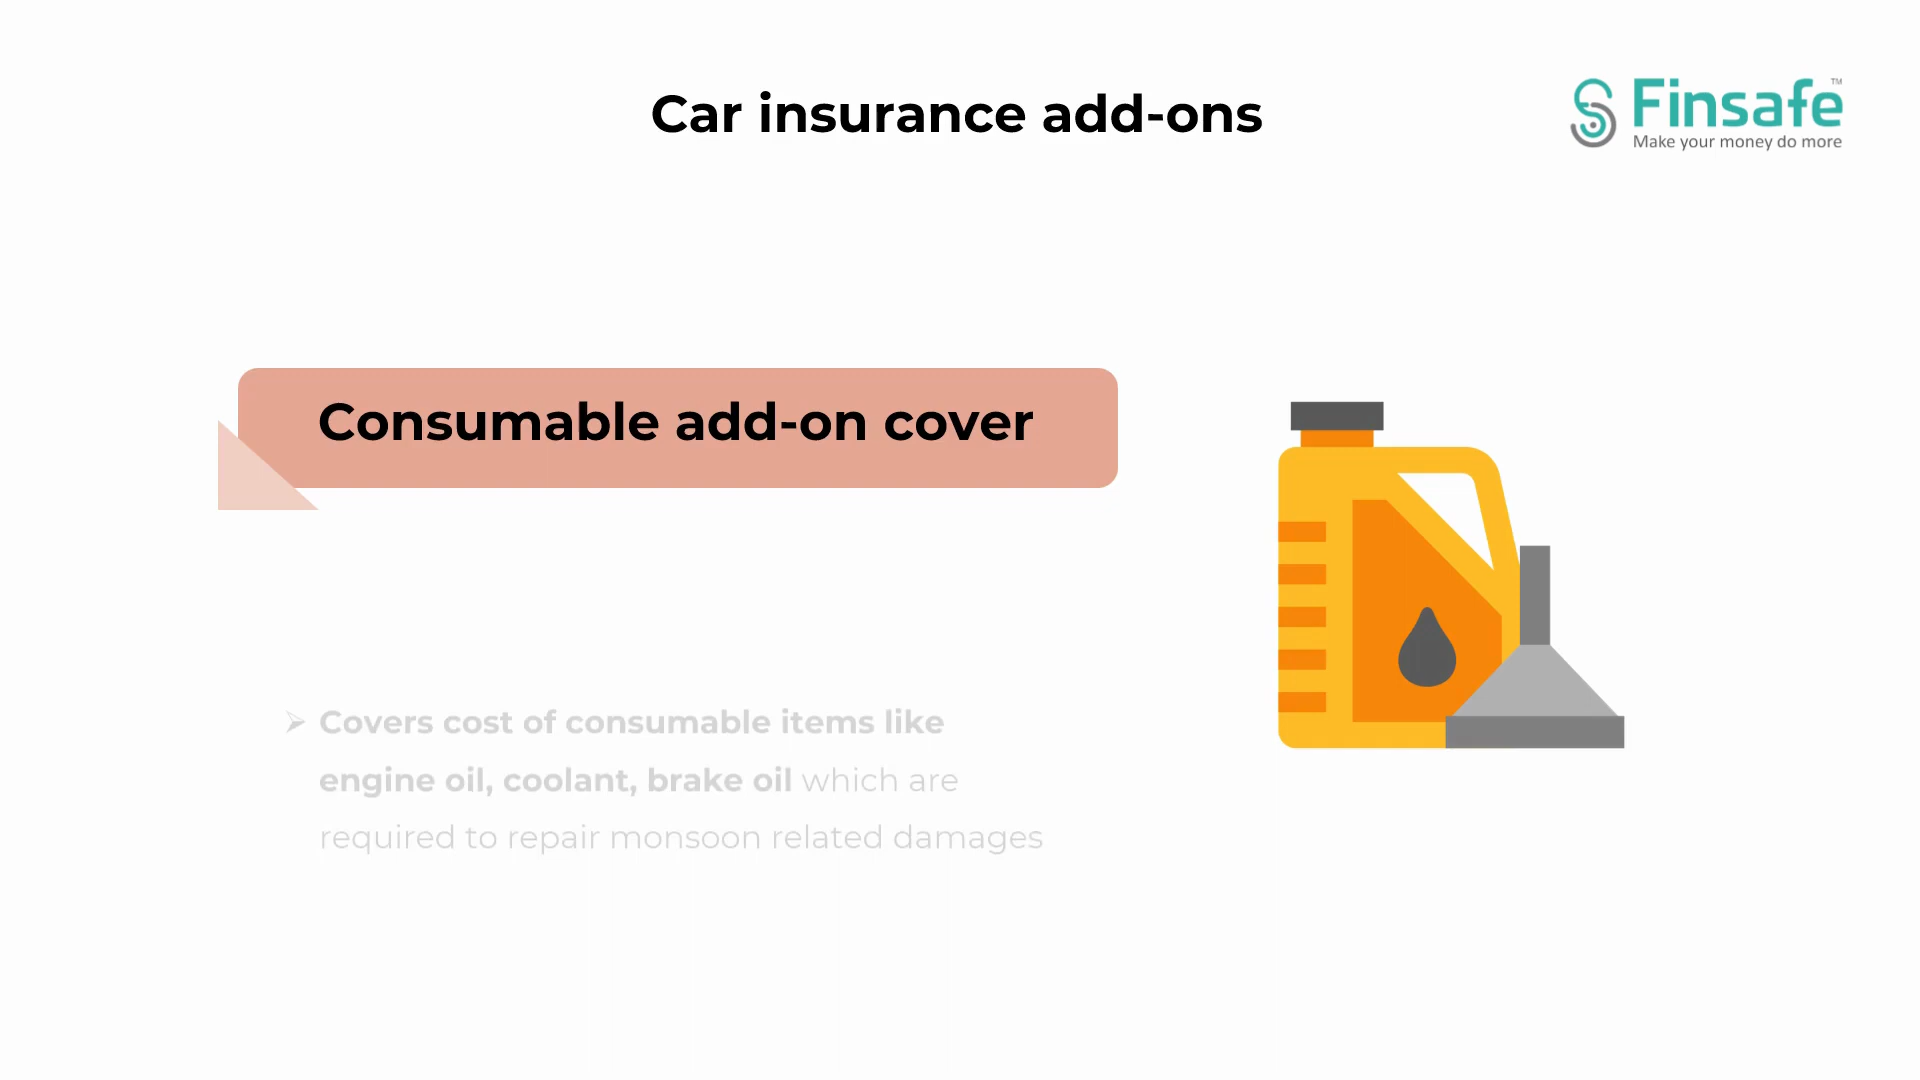 Car insurance add-ons
Finsafe™
Make your money do more
Consumable add-on cover
➢ Covers cost of consumable items like
engine oil, coolant, brake oil which are
required to repair monsoon related damages